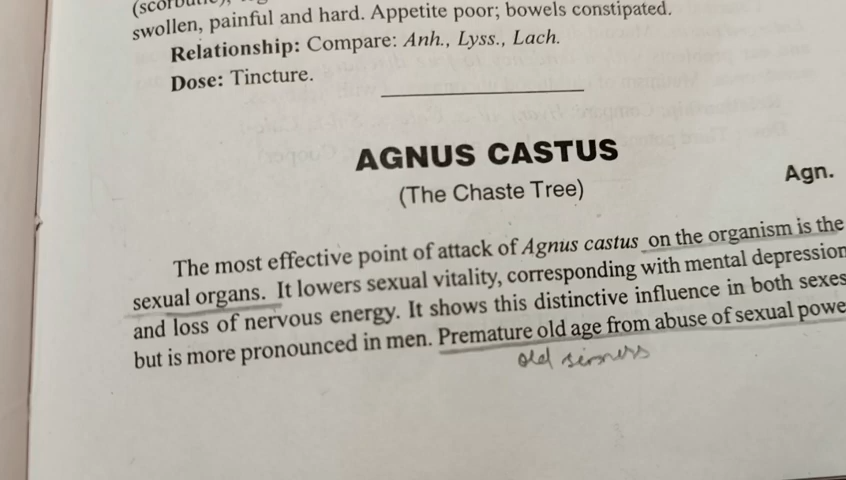 swollen, painful and hard. Appetite poor; bowels constipated.
Relationship: Compare: Anh., Lyss., Lach.
Dose: Tincture.
AGNUS CASTUS
(The Chaste Tree)
Agn.
The most effective point of attack of Agnus castus on the organism is the
sexual organs. It lowers sexual vitality, corresponding with mental depression
and loss of nervous energy. It shows this distinctive influence in both sexes
but is more pronounced in men. Premature old age from abuse of sexual powe
old sinners